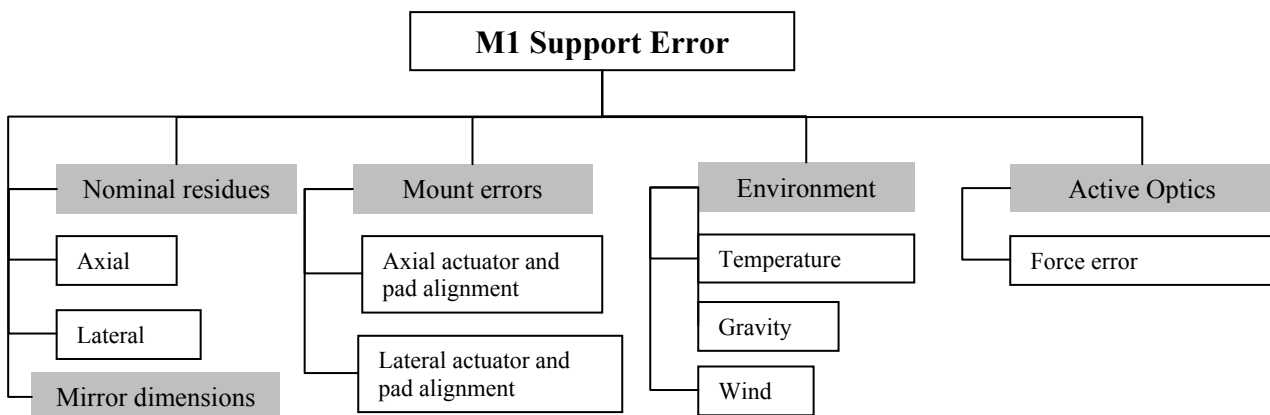 M1 Support Error
Nominal residues
Axial
Lateral
Mirror dimensions
Mount errors
Axial actuator and
pad alignment
Lateral actuator and
pad alignment
Environment
Temperature
Gravity
Wind
Active Optics
Force error